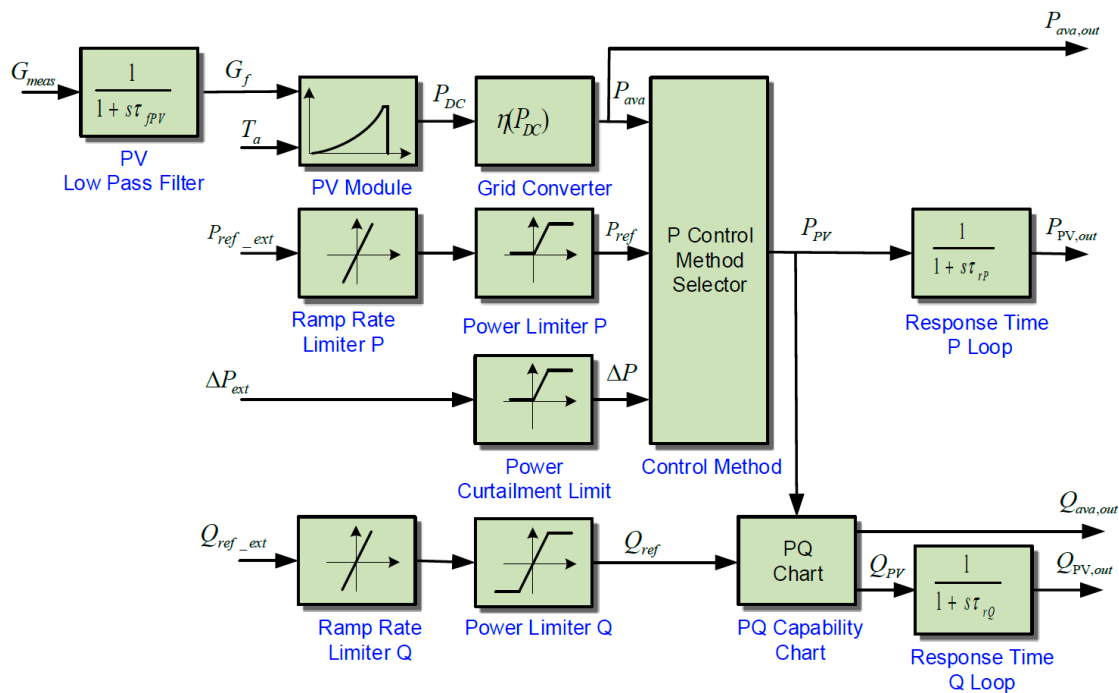 G_meas
1
1 + sτ_fPV
PV
Low Pass Filter
G_f
T_a
PV Module
P_DC
η(P_DC)
Grid Converter
P_ava
P_ava,out
P_ref_ext
Ramp Rate
Limiter P
Power Limiter P
P_ref
P Control
Method
Selector
Control Method
P_PV
1
1 + sτ_rP
Response Time
P Loop
P_PV,out
ΔP_ext
Power
Curtailment Limit
ΔP
Q_ref_ext
Ramp Rate
Limiter Q
Power Limiter Q
Q_ref
PQ
Chart
PQ Capability
Chart
Q_ava,out
Q_PV
1
1 + sτ_rQ
Response Time
Q Loop
Q_PV,out